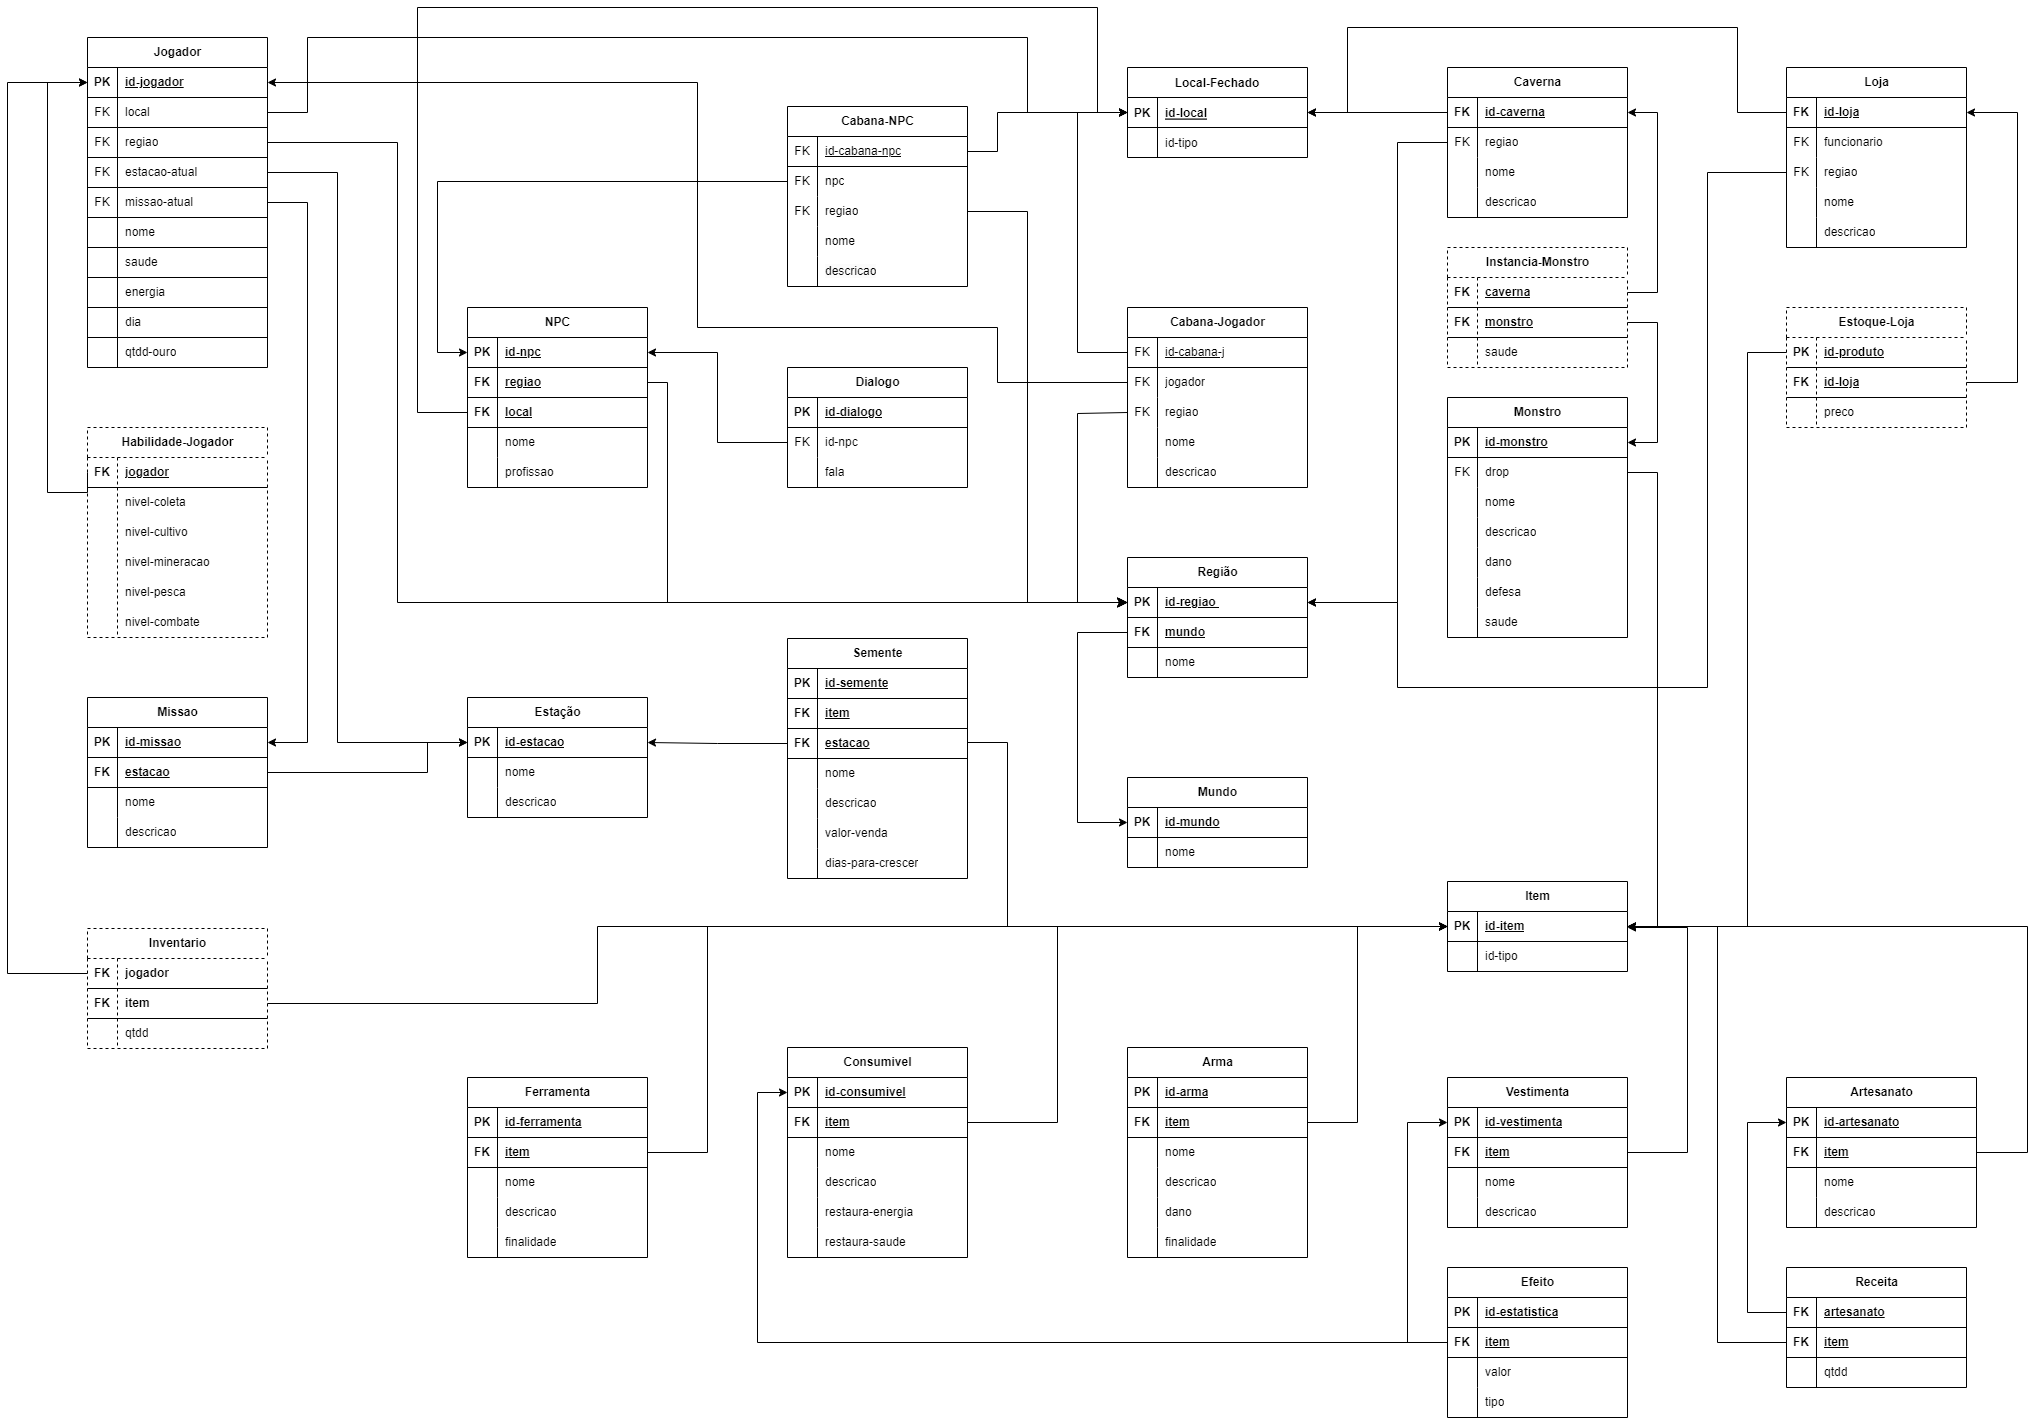 Jogador
PK id-jogador
FK local
FK regiao
FK estacao-atual
FK missao-atual
nome
saude
energia
dia
qtdd-ouro
Habilidade-Jogador
FK jogador
nivel-coleta
nivel-cultivo
nivel-mineracao
nivel-pesca
nivel-combate
Missao
PK id-missao
FK estacao
nome
descricao
Inventario
FK jogador
FK item
qtdd
NPC
PK id-npc
FK regiao
FK local
nome
profissao
Estação
PK id-estacao
nome
descricao
Ferramenta
PK id-ferramenta
FK item
nome
descricao
finalidade
Cabana-NPC
FK id-cabana-npc
FK npc
FK regiao
nome
descricao
Dialogo
PK id-dialogo
FK id-npc
fala
Semente
PK id-semente
FK item
FK estacao
nome
descricao
valor-venda
dias-para-crescer
Consumivel
PK id-consumivel
FK item
nome
descricao
restaura-energia
restaura-saude
Local-Fechado
PK id-local
id-tipo
Cabana-Jogador
FK id-cabana-j
FK jogador
FK regiao
nome
descricao
Região
PK id-regiao
FK mundo
nome
Mundo
PK id-mundo
nome
Arma
PK id-arma
FK item
nome
descricao
dano
finalidade
Caverna
FK id-caverna
FK regiao
nome
descricao
Instancia-Monstro
FK caverna
FK monstro
saude
Monstro
PK id-monstro
FK drop
nome
descricao
dano
defesa
saude
Item
PK id-item
id-tipo
Vestimenta
PK id-vestimenta
FK item
nome
descricao
Efeito
PK id-estatistica
FK item
valor
tipo
Loja
FK id-loja
FK funcionario
FK regiao
nome
descricao
Estoque-Loja
PK id-produto
FK id-loja
preco
Artesanato
PK id-artesanato
FK item
nome
descricao
Receita
FK artesanato
FK item
qtdd